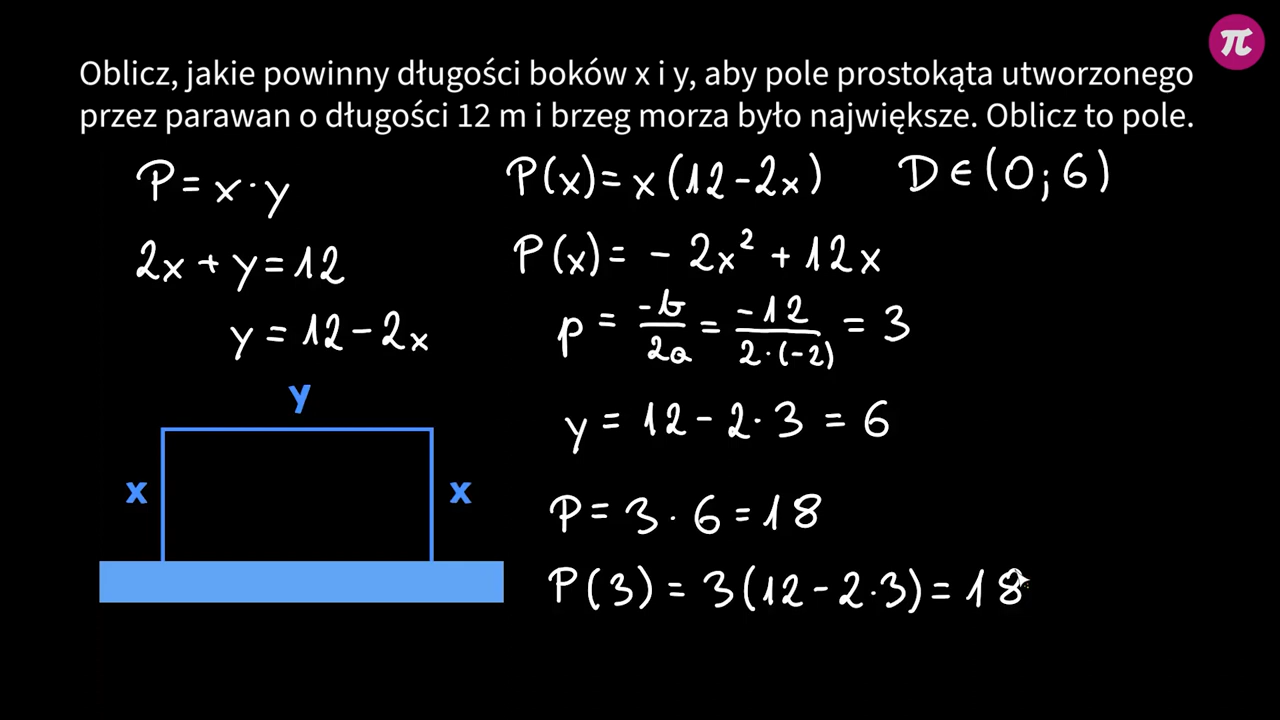 π
Oblicz, jakie powinny długości boków x i y, aby pole prostokąta utworzonego
przez parawan o długości 12 m i brzeg morza było największe. Oblicz to pole.
P = x · y
2x + y = 12
y = 12 - 2x
y
x
x
P(x) = x(12 - 2x)
D ∈ (0; 6)
P(x) = - 2x² + 12x
p = -b/2a = -12/2·(-2) = 3
y = 12 - 2 · 3 = 6
P = 3 · 6 = 18
P(3) = 3(12 - 2·3) = 18